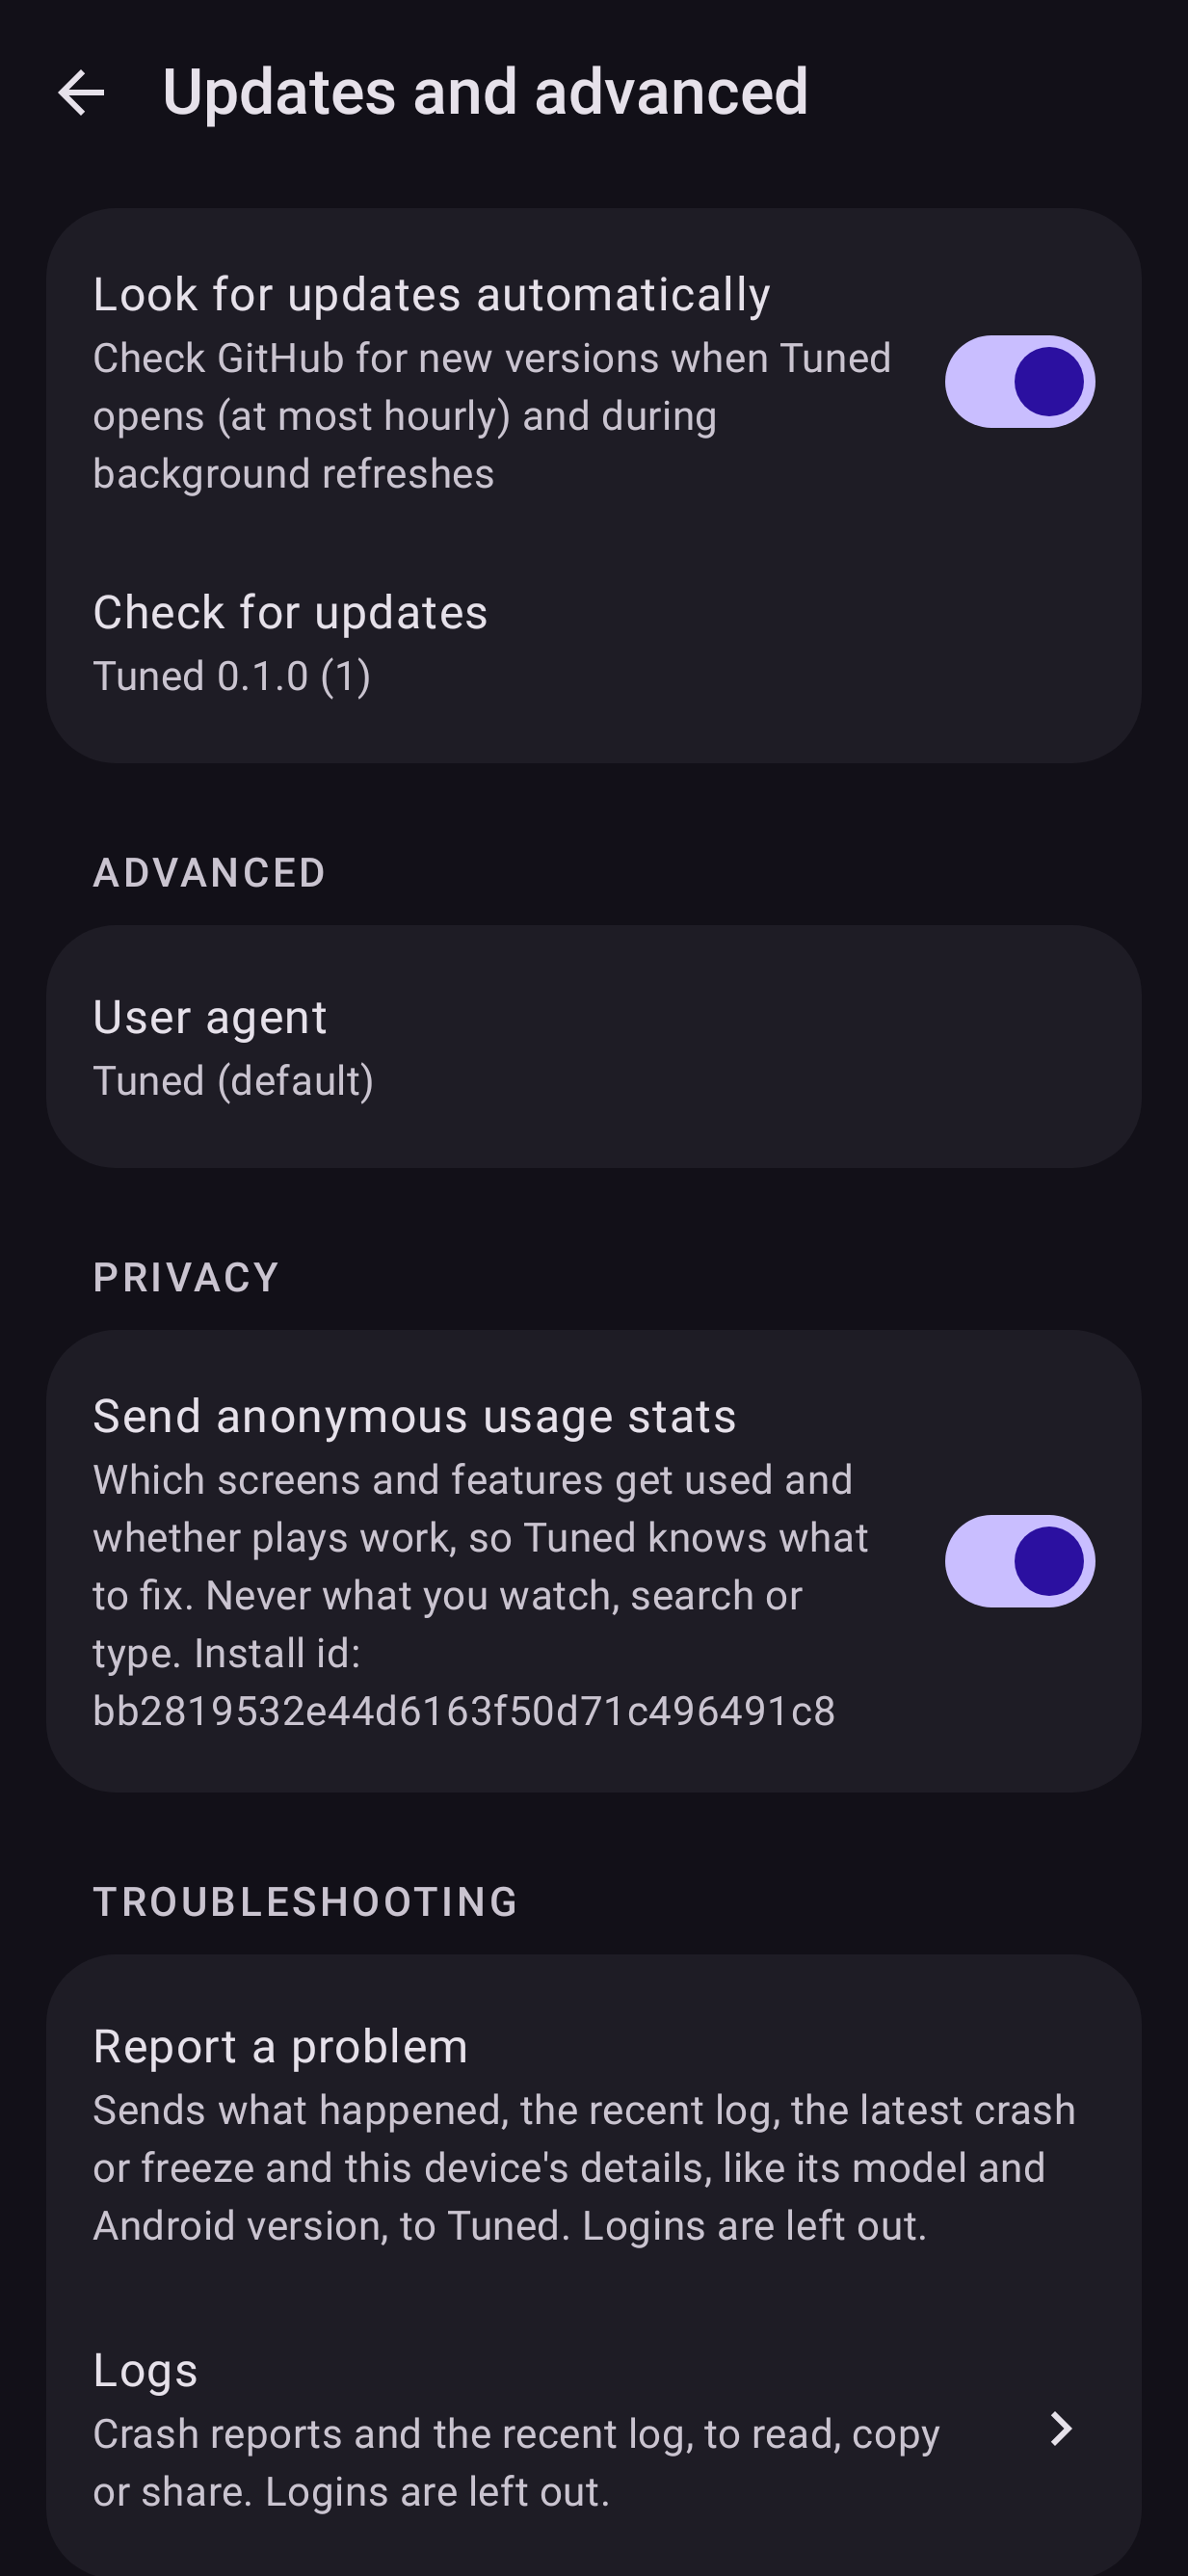 Updates and advanced
Look for updates automatically
Check GitHub for new versions when Tuned
opens (at most hourly) and during
background refreshes
Check for updates
Tuned 0.1.0 (1)
ADVANCED
User agent
Tuned (default)
PRIVACY
Send anonymous usage stats
Which screens and features get used and
whether plays work, so Tuned knows what
to fix. Never what you watch, search or
type. Install id:
bb2819532e44d6163f50d71c496491c8
TROUBLESHOOTING
Report a problem
Sends what happened, the recent log, the latest crash
or freeze and this device's details, like its model and
Android version, to Tuned. Logins are left out.
Logs
Crash reports and the recent log, to read, copy
or share. Logins are left out.